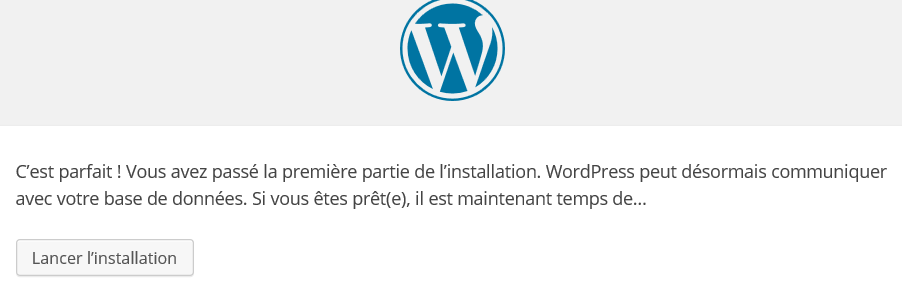 C’est parfait ! Vous avez passé la première partie de l’installation. WordPress peut désormais communiquer
avec votre base de données. Si vous êtes prêt(e), il est maintenant temps de…
Lancer l’installation